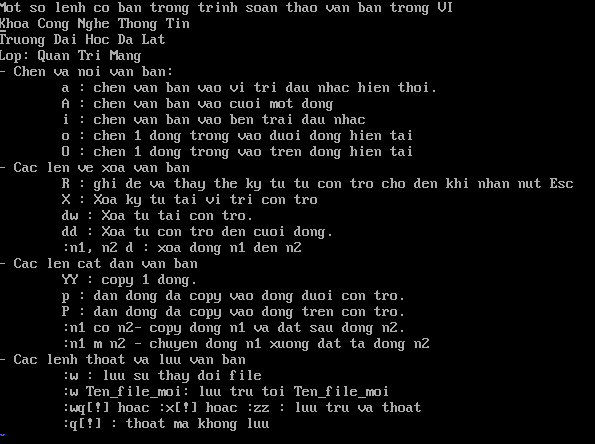 Mot so lenh co ban trong trinh soan thao van ban trong VI
Khoa Cong Nghe Thong Tin
Truong Dai Hoc Da Lat
Lop: Quan Tri Mang
- Chen va noi van ban:
a : chen van ban vao vi tri dau nhac hien thoi.
A : chen van ban vao cuoi mot dong
i : chen van ban vao ben trai dau nhac
o : chen 1 dong trong vao duoi dong hien tai
O : chen 1 dong trong vao tren dong hien tai
- Cac len ve xoa van ban
R : ghi de va thay the ky tu tu con tro cho den khi nhan nut Esc
X : Xoa ky tu tai vi tri con tro
dw : Xoa tu tai con tro.
dd : Xoa tu con tro den cuoi dong.
:n1, n2 d : xoa dong n1 den n2
- Cac len cat dan van ban
YY : copy 1 dong.
p : dan dong da copy vao dong duoi con tro.
P : dan dong da copy vao dong tren con tro.
:n1 co n2- copy dong n1 va dat sau dong n2.
:n1 m n2 - chuyen dong n1 xuong dat ta dong n2
- Cac lenh thoat va luu van ban
:w : luu su thay doi file
:w Ten_file_moi: luu tru toi Ten_file_moi
:wq[!] hoac :x[!] hoac :zz : luu tru va thoat
:q[!] : thoat ma khong luu
~